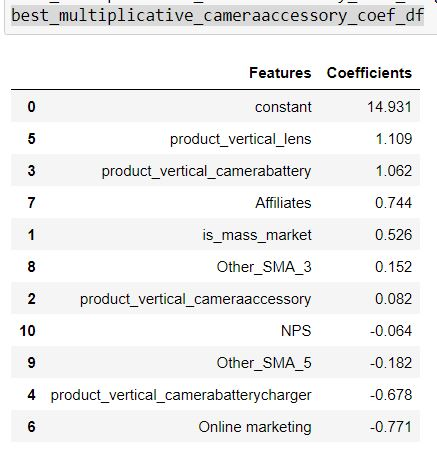 best_multiplicative_cameraaccessory_coef_df
Features Coefficients
0 constant 14.931
5 product_vertical_lens 1.109
3 product_vertical_camerabattery 1.062
7 Affiliates 0.744
1 is_mass_market 0.526
8 Other_SMA_3 0.152
2 product_vertical_cameraaccessory 0.082
10 NPS -0.064
9 Other_SMA_5 -0.182
4 product_vertical_camerabatterycharger -0.678
6 Online marketing -0.771